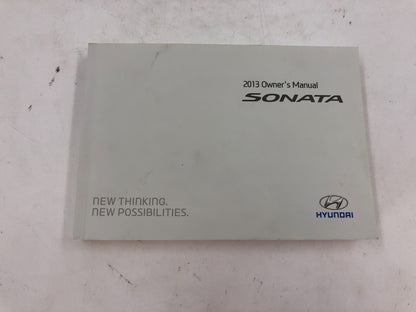 2013 Owner's Manual
SONATA
NEW THINKING.
NEW POSSIBILITIES.
HYUNDAI